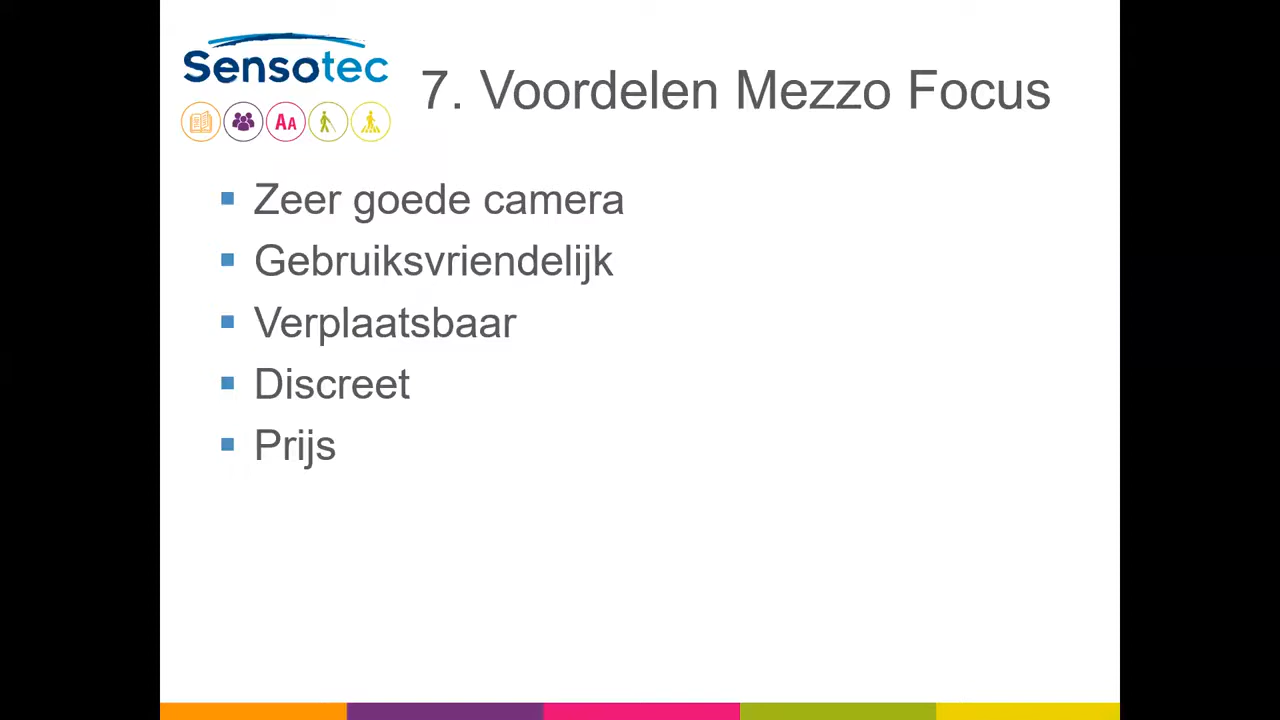 Sensotec
AA
7. Voordelen Mezzo Focus
Zeer goede camera
Gebruiksvriendelijk
Verplaatsbaar
Discreet
Prijs